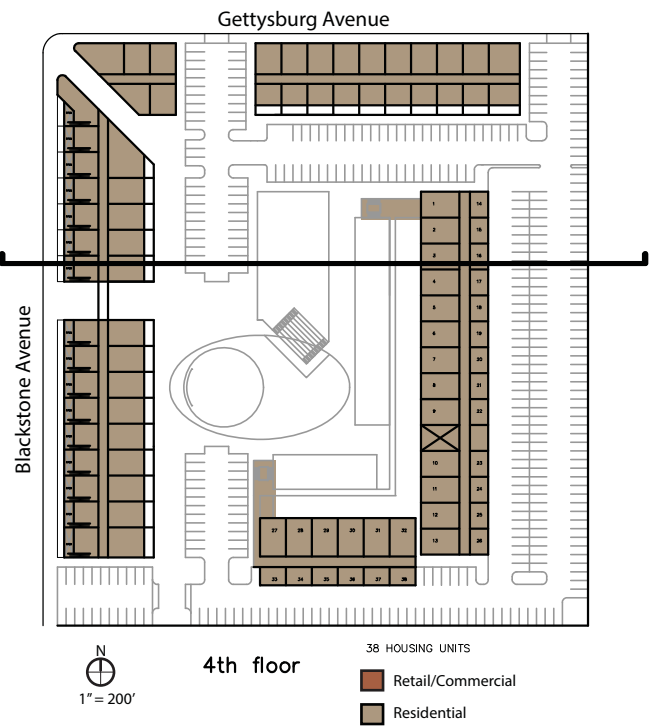 Gettysburg Avenue
Blackstone Avenue
1 14
2 15
3 16
4 17
5 18
6 19
7 20
8 21
9 22
10 23
11 24
12 25
13 26
27 28 29 30 31 32
33 34 35 36 37 38
N
1” = 200’
4th floor
38 HOUSING UNITS
Retail/Commercial
Residential